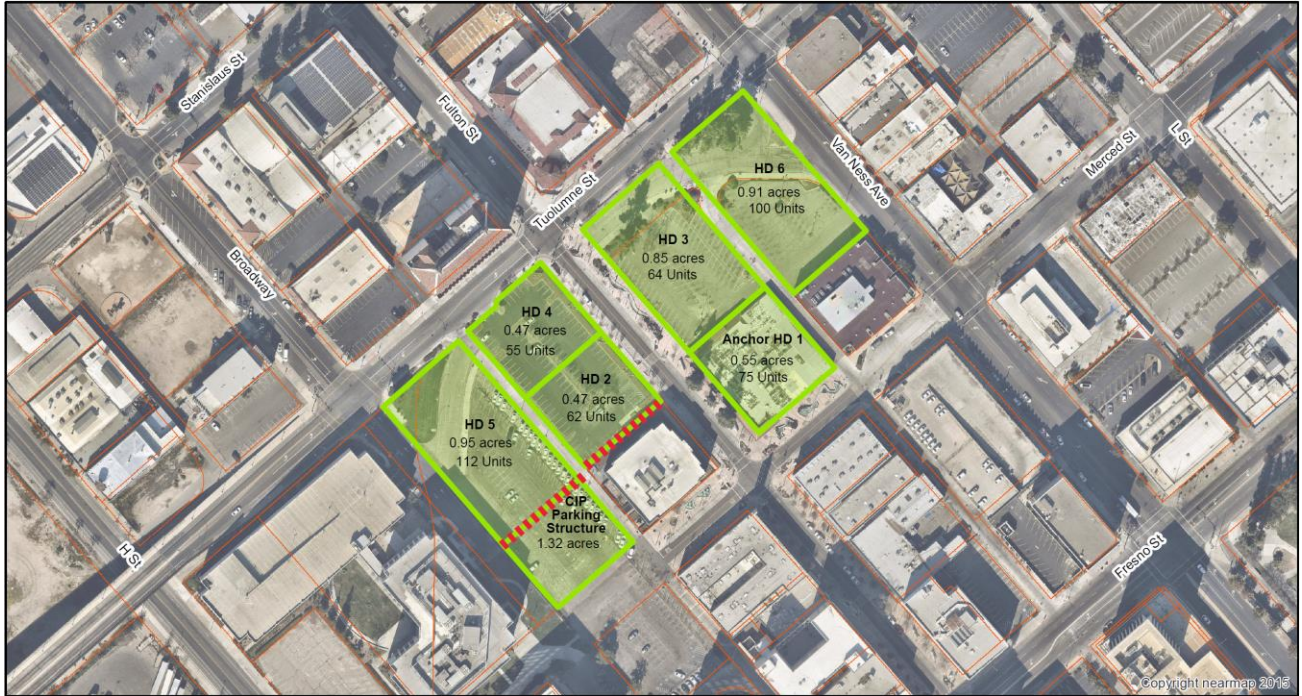 Stanislaus St
Fulton St
Tuolumne St
Van Ness Ave
Merced St
L St
HD 6
0.91 acres
100 Units
HD 3
0.85 acres
64 Units
Broadway
HD 4
0.47 acres
55 Units
Anchor HD 1
0.55 acres
75 Units
HD 2
0.47 acres
62 Units
HD 5
0.95 acres
112 Units
CIP
Parking
Structure
1.32 acres
H St
Fresno St
Copyright nearmap 2015